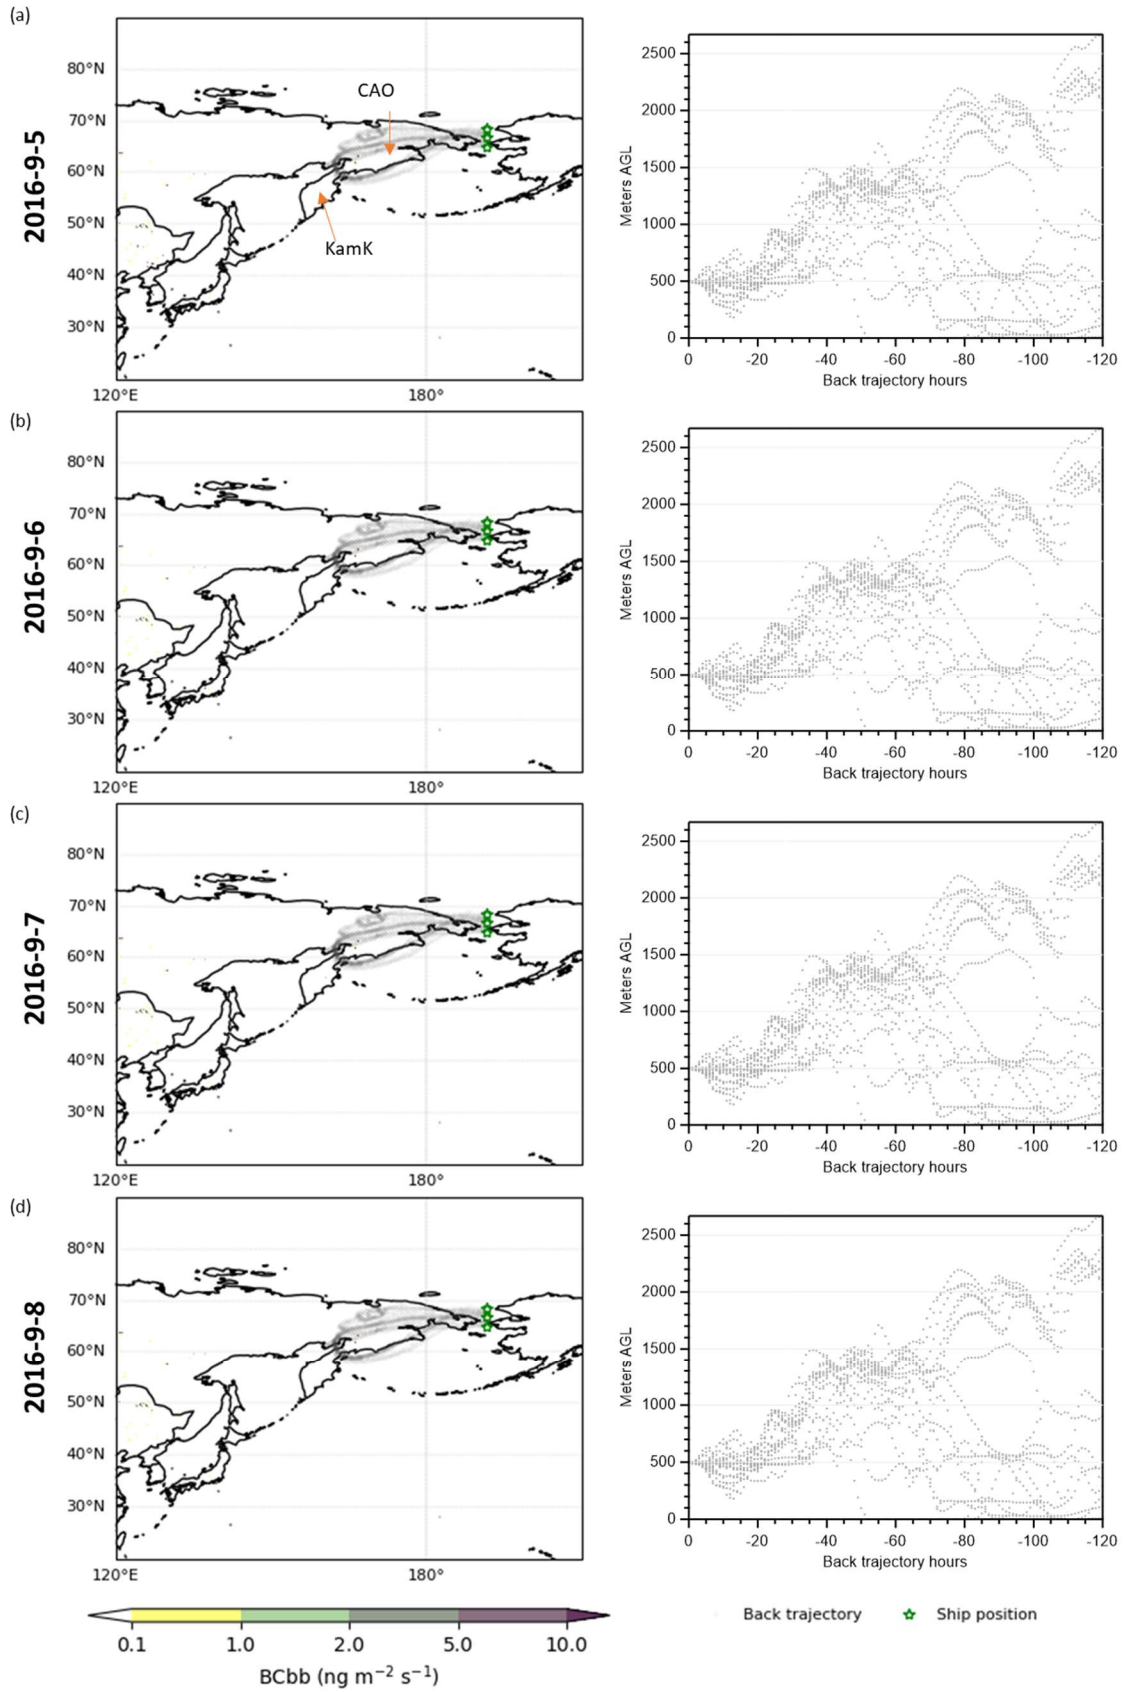 (a)
2016-9-5
80°N
70°N
60°N
50°N
40°N
30°N
120°E
180°
CAO
KamK
Meters AGL
2500
2000
1500
1000
500
0
0 -20 -40 -60 -80 -100 -120
Back trajectory hours
(b)
2016-9-6
80°N
70°N
60°N
50°N
40°N
30°N
120°E
180°
Meters AGL
2500
2000
1500
1000
500
0
0 -20 -40 -60 -80 -100 -120
Back trajectory hours
(c)
2016-9-7
80°N
70°N
60°N
50°N
40°N
30°N
120°E
180°
Meters AGL
2500
2000
1500
1000
500
0
0 -20 -40 -60 -80 -100 -120
Back trajectory hours
(d)
2016-9-8
80°N
70°N
60°N
50°N
40°N
30°N
120°E
180°
Meters AGL
2500
2000
1500
1000
500
0
0 -20 -40 -60 -80 -100 -120
Back trajectory hours
0.1 1.0 2.0 5.0 10.0
BCbb (ng m⁻² s⁻¹)
Back trajectory
Ship position